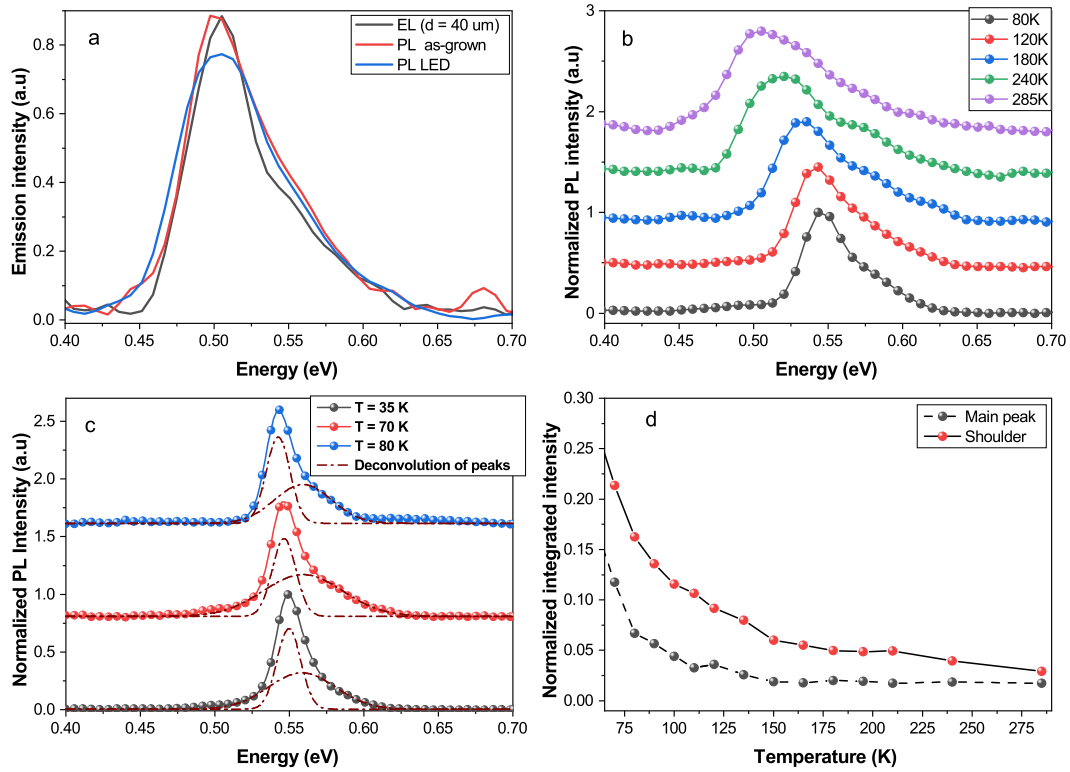 a
EL (d = 40 um)
PL as-grown
PL LED
Emission intensity (a.u)
0.8
0.6
0.4
0.2
0.0
0.40 0.45 0.50 0.55 0.60 0.65 0.70
Energy (eV)
b
80K
120K
180K
240K
285K
Normalized PL intensity (a.u)
3
2
1
0
0.40 0.45 0.50 0.55 0.60 0.65 0.70
Energy (eV)
c
T = 35 K
T = 70 K
T = 80 K
Deconvolution of peaks
Normalized PL Intensity (a.u)
2.5
2.0
1.5
1.0
0.5
0.0
0.40 0.45 0.50 0.55 0.60 0.65 0.70
Energy (eV)
d
Main peak
Shoulder
Normalized integrated intensity
0.30
0.25
0.20
0.15
0.10
0.05
0.00
75 100 125 150 175 200 225 250 275
Temperature (K)